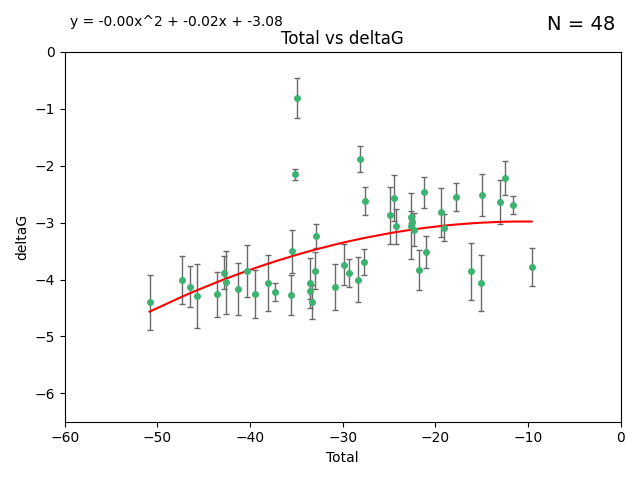 y = -0.00x^2 + -0.02x + -3.08
N = 48
Total vs deltaG
0
−1
−2
−3
−4
−5
−6
deltaG
−60 −50 −40 −30 −20 −10 0
Total